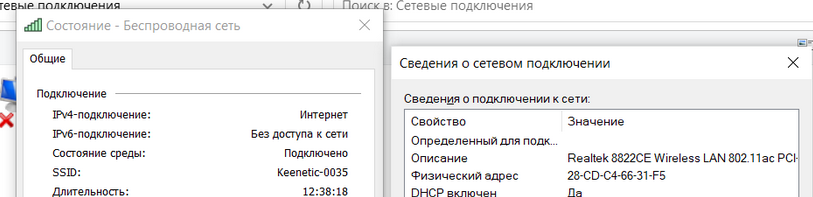 тевые подключения
Поиск в: Сетевые подключения
Состояние - Беспроводная сеть
Общие
Подключение
IPv4-подключение: Интернет
IPv6-подключение: Без доступа к сети
Состояние среды: Подключено
SSID: Keenetic-0035
Длительность: 12:38:18
Сведения о сетевом подключении
Сведения о подключении к сети:
Свойство Значение
Определенный для подк...
Описание Realtek 8822CE Wireless LAN 802.11ac PCI-
Физический адрес 28-CD-C4-66-31-F5
DHCP включен Да